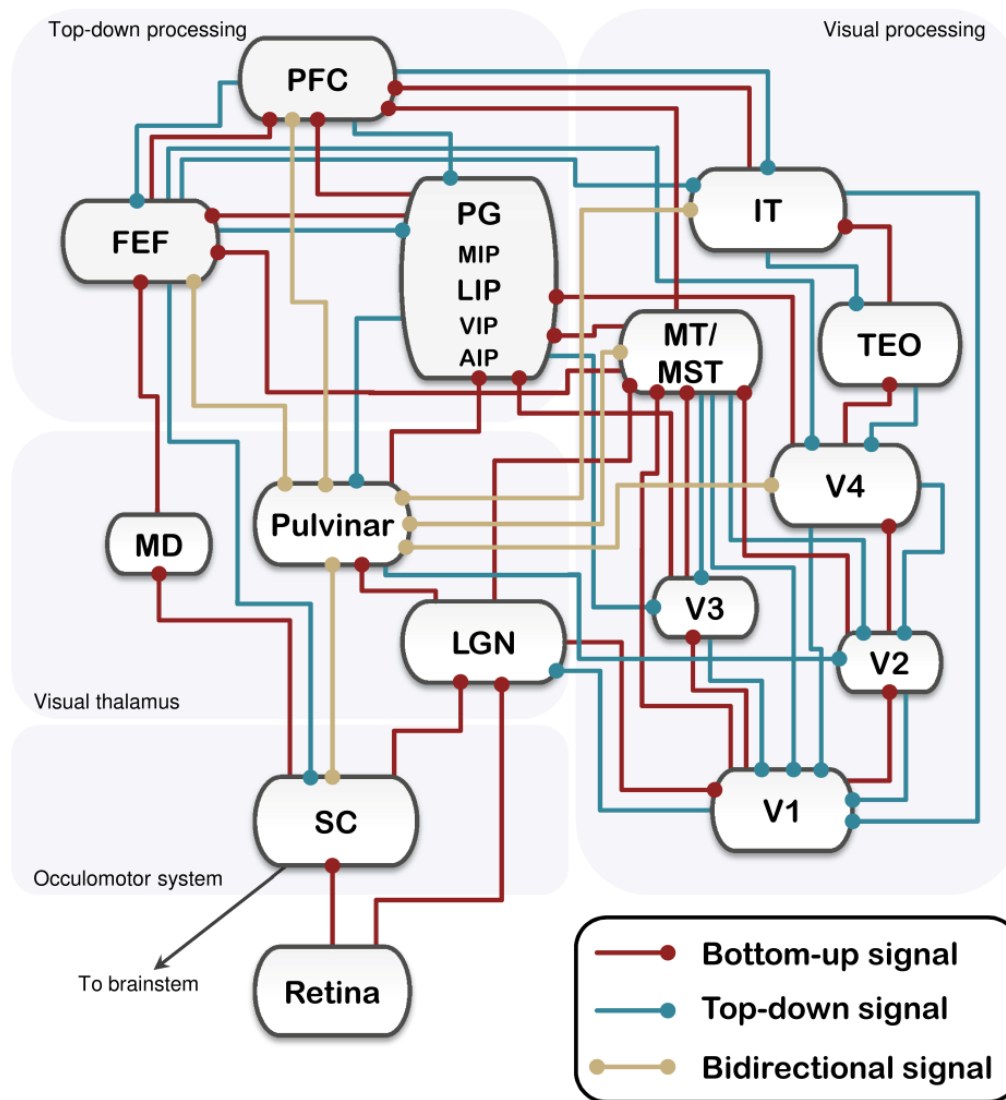 Top-down processing
Visual processing
PFC
IT
PG
MIP
LIP
VIP
AIP
FEF
MT/
MST
TEO
V4
Pulvinar
MD
V3
LGN
V2
Visual thalamus
SC
V1
Occulomotor system
To brainstem
Retina
Bottom-up signal
Top-down signal
Bidirectional signal